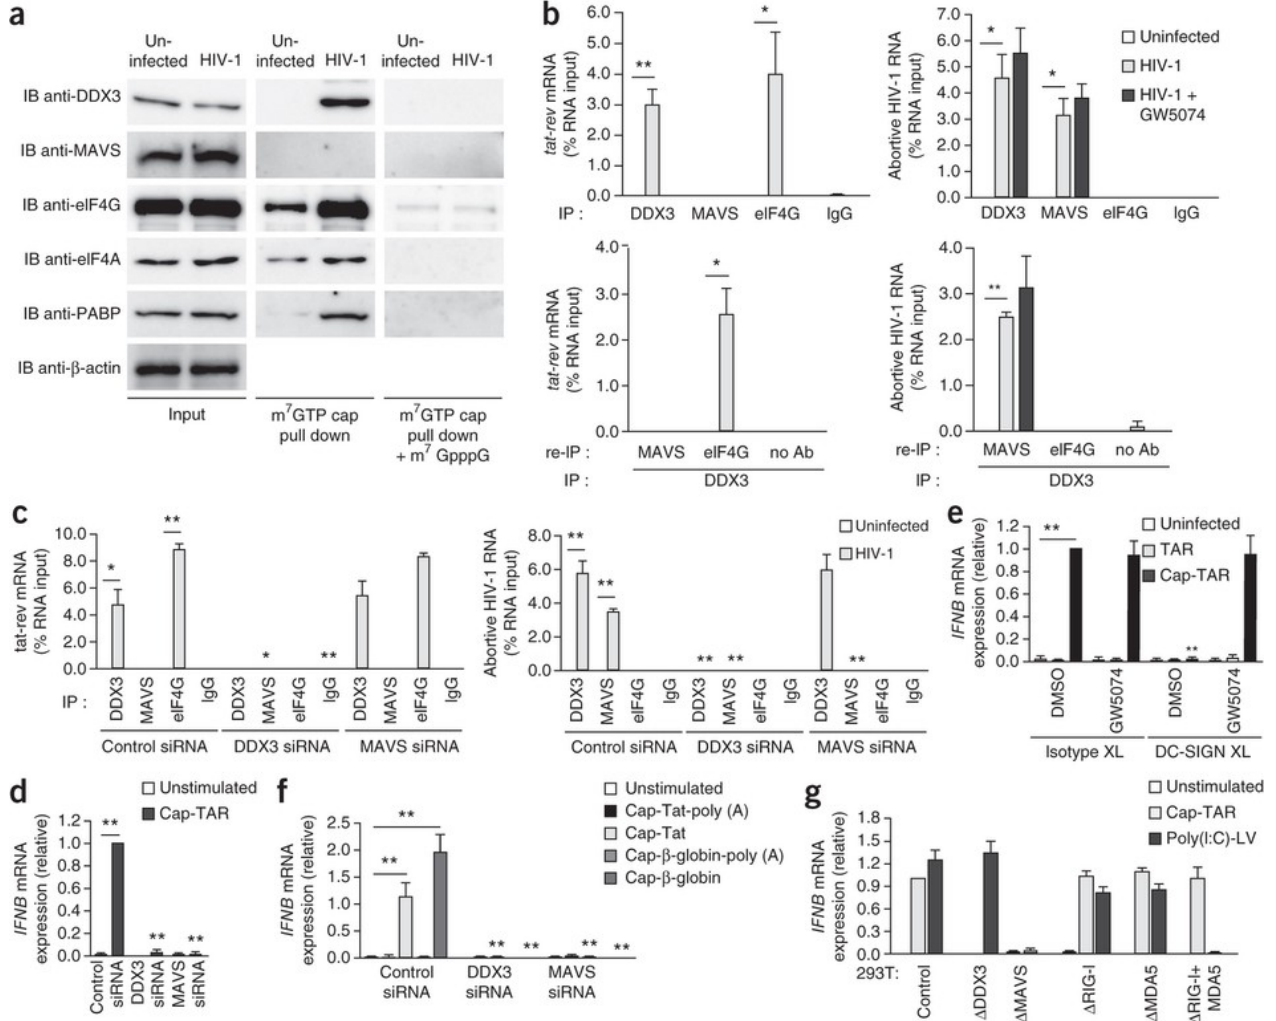 a
Un-
infected HIV-1
Un-
infected HIV-1
Un-
infected HIV-1
IB anti-DDX3
IB anti-MAVS
IB anti-eIF4G
IB anti-eIF4A
IB anti-PABP
IB anti-β-actin
Input
m7GTP cap
pull down
m7GTP cap
pull down
+ m7 GpppG
b
tat-rev mRNA
(% RNA input)
6.0
5.0
4.0
3.0
2.0
1.0
0.0
**
*
IP : DDX3 MAVS eIF4G IgG
Abortive HIV-1 RNA
(% RNA input)
7.0
6.0
5.0
4.0
3.0
2.0
1.0
0.0
*
*
DDX3 MAVS eIF4G IgG
Uninfected
HIV-1
HIV-1 +
GW5074
tat-rev mRNA
(% RNA input)
4.0
3.0
2.0
1.0
0.0
*
re-IP : MAVS eIF4G no Ab
IP : DDX3
Abortive HIV-1 RNA
(% RNA input)
4.0
3.0
2.0
1.0
0.0
**
re-IP : MAVS eIF4G no Ab
IP : DDX3
c
tat-rev mRNA
(% RNA input)
10.0
8.0
6.0
4.0
2.0
0.0
*
**
*
**
IP :
DDX3
MAVS
eIF4G
IgG
DDX3
MAVS
eIF4G
IgG
DDX3
MAVS
eIF4G
IgG
Control siRNA DDX3 siRNA MAVS siRNA
Abortive HIV-1 RNA
(% RNA input)
8.0
6.0
4.0
2.0
0.0
**
**
** **
**
Uninfected
HIV-1
DDX3
MAVS
eIF4G
IgG
DDX3
MAVS
eIF4G
IgG
DDX3
MAVS
eIF4G
IgG
Control siRNA DDX3 siRNA MAVS siRNA
e
IFNB mRNA
expression (relative)
1.2
1.0
0.8
0.6
0.4
0.2
0.0
**
**
Uninfected
TAR
Cap-TAR
DMSO
GW5074
DMSO
GW5074
Isotype XL DC-SIGN XL
d
Unstimulated
Cap-TAR
IFNB mRNA
expression (relative)
1.2
1.0
0.8
0.6
0.4
0.2
0.0
**
**
**
Control
siRNA
DDX3
siRNA
MAVS
siRNA
f
IFNB mRNA
expression (relative)
2.5
2.0
1.5
1.0
0.5
0.0
**
**
** **
** **
Control
siRNA
DDX3
siRNA
MAVS
siRNA
Unstimulated
Cap-Tat-poly (A)
Cap-Tat
Cap-β-globin-poly (A)
Cap-β-globin
g
Unstimulated
Cap-TAR
Poly(I:C)-LV
IFNB mRNA
expression (relative)
1.8
1.5
1.2
0.9
0.6
0.3
0.0
293T:
Control
ΔDDX3
ΔMAVS
ΔRIG-I
ΔMDA5
ΔRIG-I+
MDA5